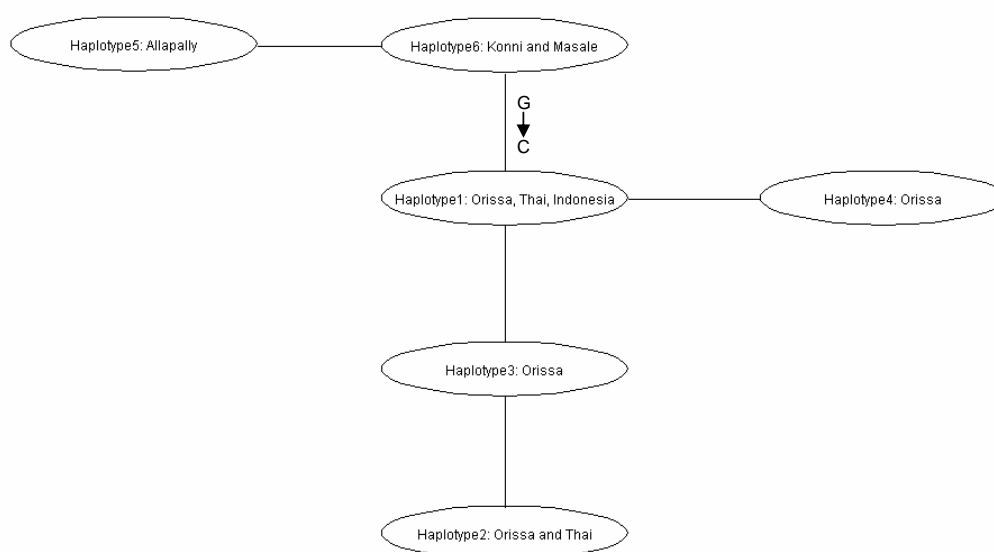 Haplotype5: Allapally
Haplotype6: Konni and Masale
G
C
Haplotype1: Orissa, Thai, Indonesia
Haplotype4: Orissa
Haplotype3: Orissa
Haplotype2: Orissa and Thai